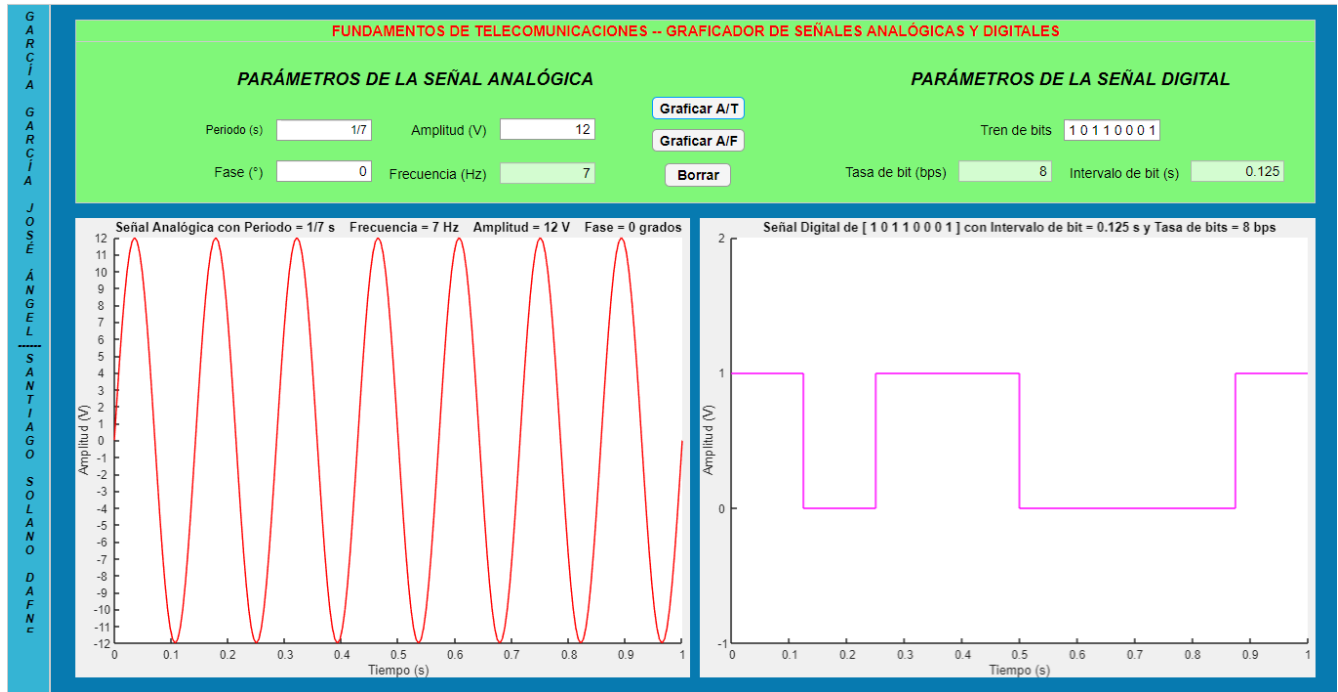 GARCÍA GARCÍA JOSÉ ÁNGEL ------ SANTIAGO SOLANO DAFNE
FUNDAMENTOS DE TELECOMUNICACIONES -- GRAFICADOR DE SEÑALES ANALÓGICAS Y DIGITALES
PARÁMETROS DE LA SEÑAL ANALÓGICA
Periodo (s) 1/7 Amplitud (V) 12
Fase (°) 0 Frecuencia (Hz) 7
Graficar A/T
Graficar A/F
Borrar
PARÁMETROS DE LA SEÑAL DIGITAL
Tren de bits 1 0 1 1 0 0 0 1
Tasa de bit (bps) 8 Intervalo de bit (s) 0.125
Señal Analógica con Periodo = 1/7 s Frecuencia = 7 Hz Amplitud = 12 V Fase = 0 grados
12
11
10
9
8
7
6
5
4
3
2
1
0
-1
-2
-3
-4
-5
-6
-7
-8
-9
-10
-11
-12
Amplitud (V)
0 0.1 0.2 0.3 0.4 0.5 0.6 0.7 0.8 0.9 1
Tiempo (s)
Señal Digital de [ 1 0 1 1 0 0 0 1 ] con Intervalo de bit = 0.125 s y Tasa de bits = 8 bps
2
1
0
-1
Amplitud (V)
0 0.1 0.2 0.3 0.4 0.5 0.6 0.7 0.8 0.9 1
Tiempo (s)